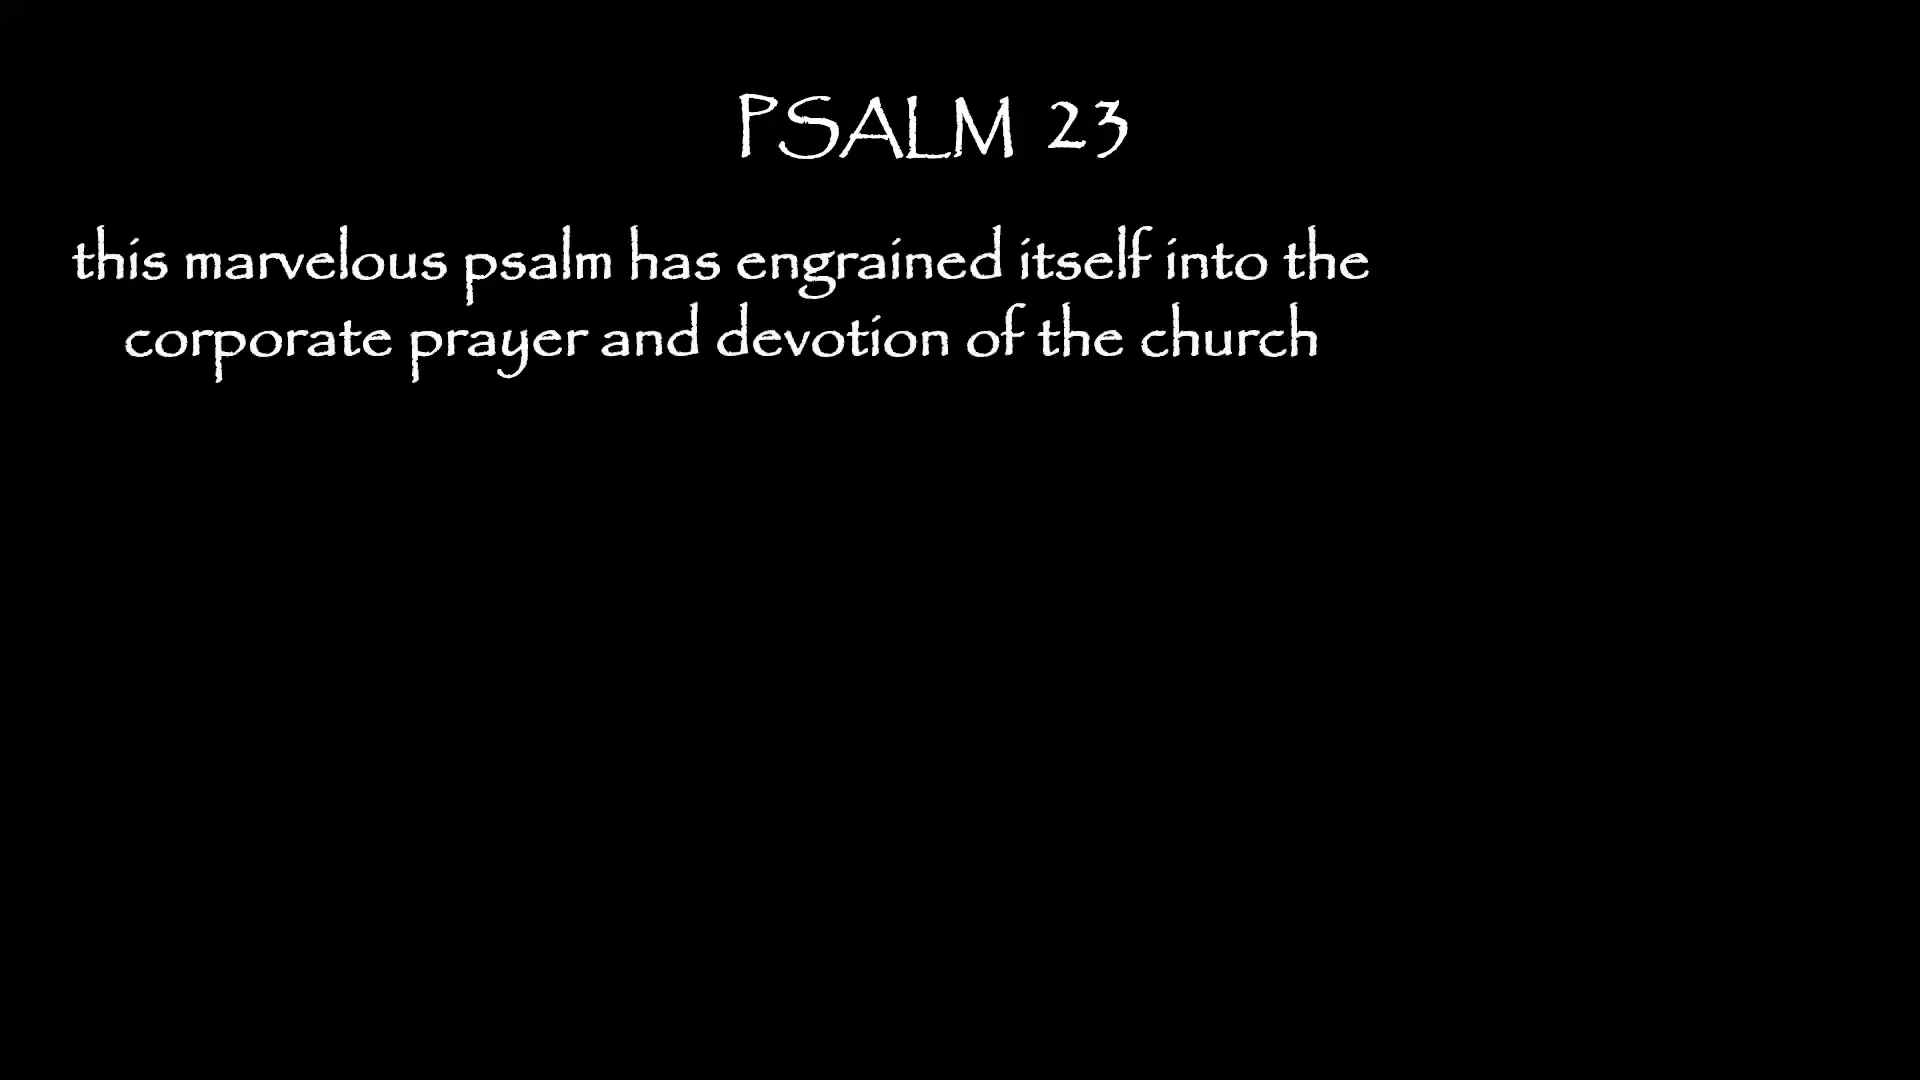 PSALM 23
this marvelous psalm has engrained itself into the
corporate prayer and devotion of the church